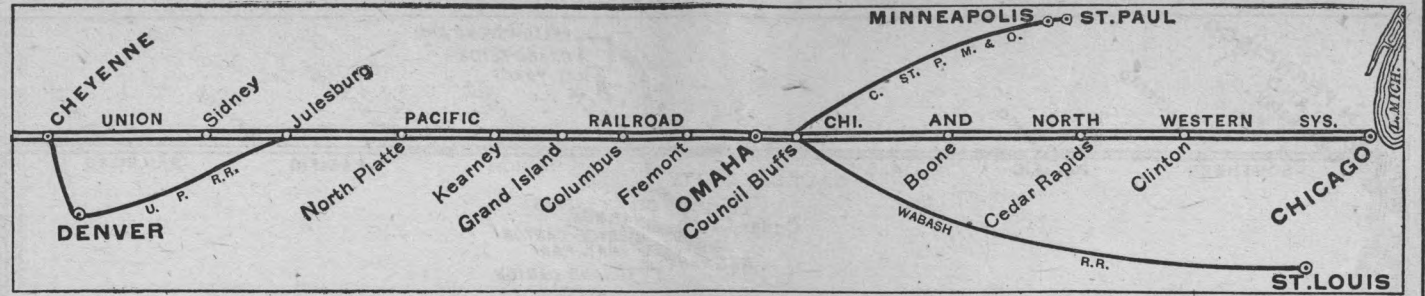 MINNEAPOLIS ST. PAUL
C. ST. P. M. & O.
L. MICH.
CHEYENNE
UNION
Sidney
Julesburg
PACIFIC
RAILROAD
CHI. AND NORTH WESTERN SYS.
North Platte
Kearney
Grand Island
Columbus
Fremont
OMAHA
Council Bluffs
Boone
Cedar Rapids
Clinton
CHICAGO
U. P. R.R.
DENVER
WABASH R.R.
ST. LOUIS